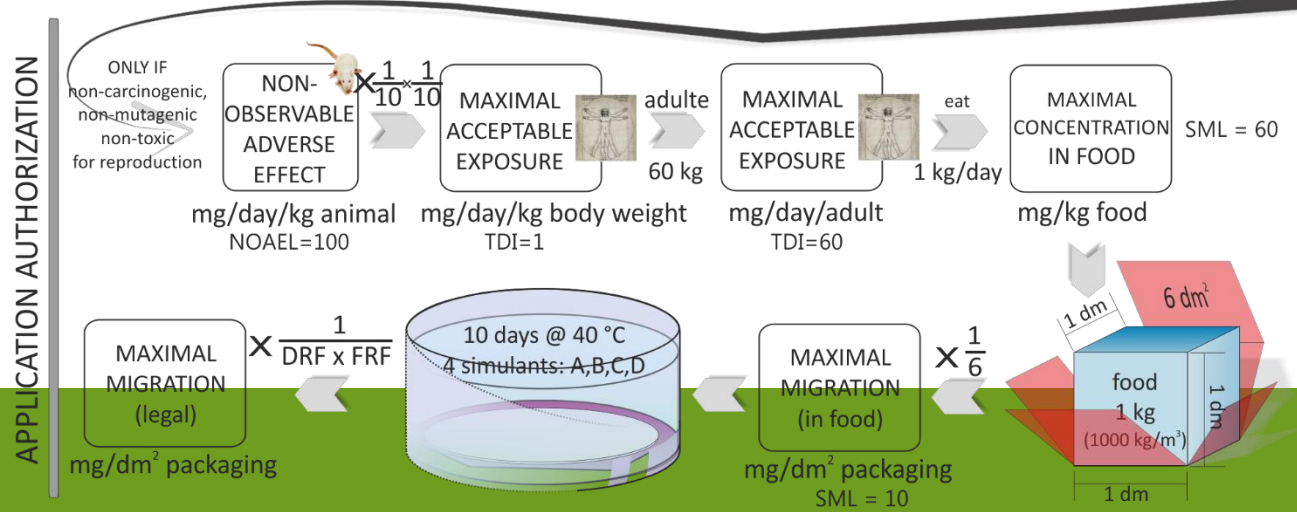 APPLICATION AUTHORIZATION
ONLY IF
non-carcinogenic,
non-mutagenic
non-toxic
for reproduction
NON-
OBSERVABLE
ADVERSE
EFFECT
mg/day/kg animal
NOAEL=100
× 1/10 × 1/10
MAXIMAL
ACCEPTABLE
EXPOSURE
mg/day/kg body weight
TDI=1
adulte
60 kg
MAXIMAL
ACCEPTABLE
EXPOSURE
mg/day/adult
TDI=60
eat
1 kg/day
MAXIMAL
CONCENTRATION
IN FOOD
mg/kg food
SML = 60
6 dm²
1 dm
food
1 kg
(1000 kg/m³)
1 dm
1 dm
× 1/6
MAXIMAL
MIGRATION
(in food)
mg/dm² packaging
SML = 10
10 days @ 40 °C
4 simulants: A,B,C,D
× 1/(DRF x FRF)
MAXIMAL
MIGRATION
(legal)
mg/dm² packaging